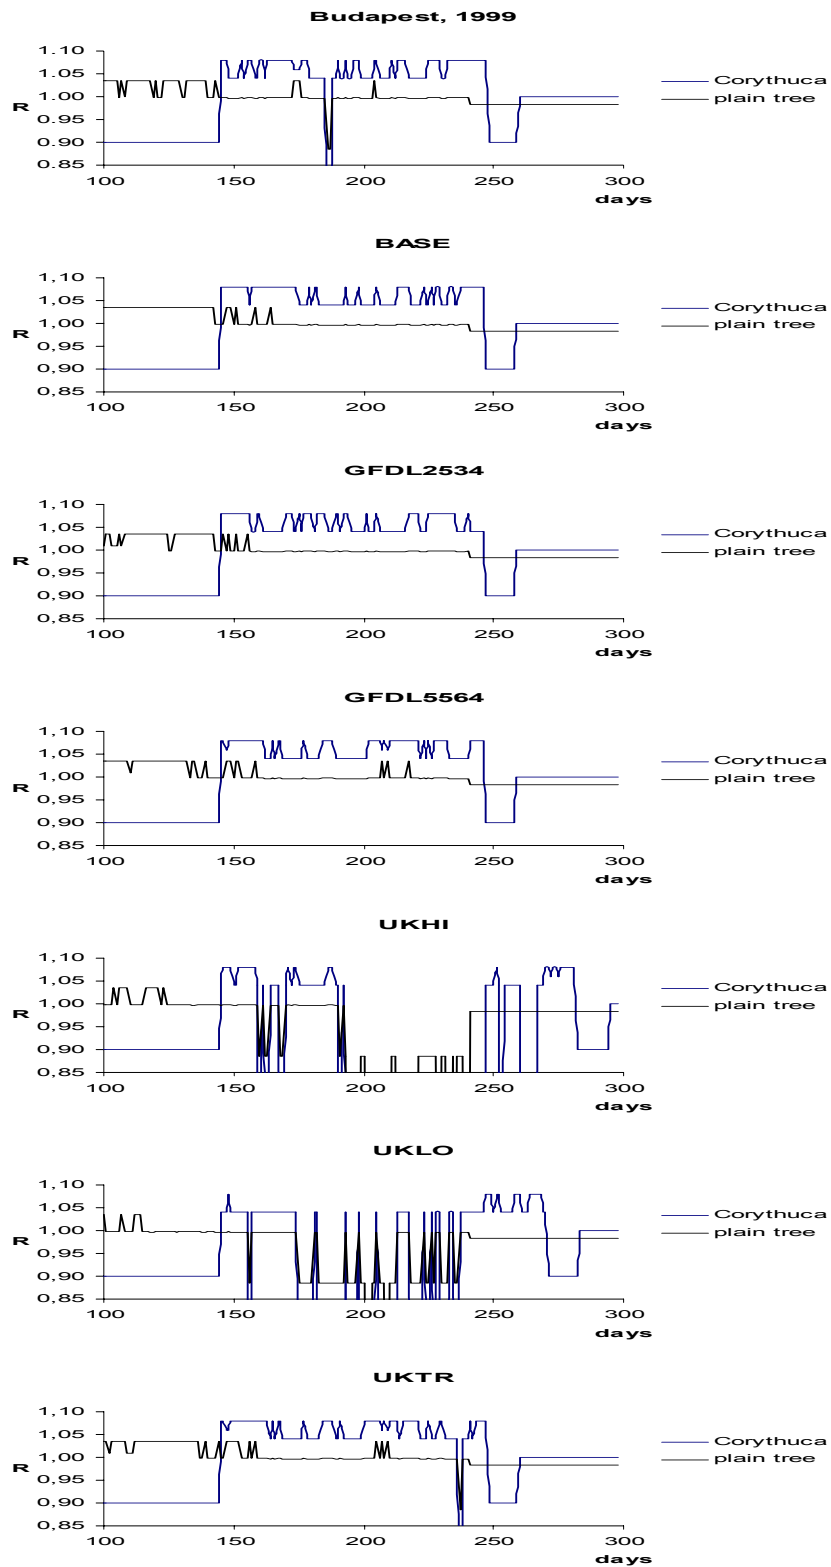 Budapest, 1999
1.10
1.05
1.00
R
0.90
0.85
100 150 200 250 300
days
Corythuca
plain tree
BASE
1,10
1,05
1,00
R
0,95
0,90
0,85
100 150 200 250 300
days
Corythuca
plain tree
GFDL2534
1,10
1,05
1,00
R
0,95
0,90
0,85
100 150 200 250 300
days
Corythuca
plain tree
GFDL5564
1,10
1,05
1,00
R
0,95
0,90
0,85
100 150 200 250 300
days
Corythuca
plain tree
UKHI
1,10
1,05
1,00
R
0,95
0,90
0,85
100 150 200 250 300
days
Corythuca
plain tree
UKLO
1,10
1,05
1,00
R
0,95
0,90
0,85
100 150 200 250 300
days
Corythuca
plain tree
UKTR
1,10
1,05
1,00
R
0,95
0,90
0,85
100 150 200 250 300
days
Corythuca
plain tree